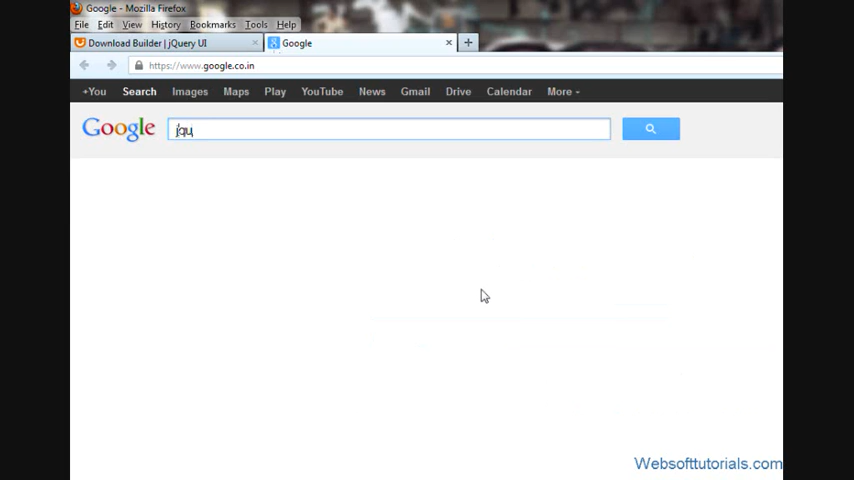 Google - Mozilla Firefox
File Edit View History Bookmarks Tools Help
Download Builder | jQuery UI × Google × +
https://www.google.co.in
+You Search Images Maps Play YouTube News Gmail Drive Calendar More
Google jqu
Websofttutorials.com